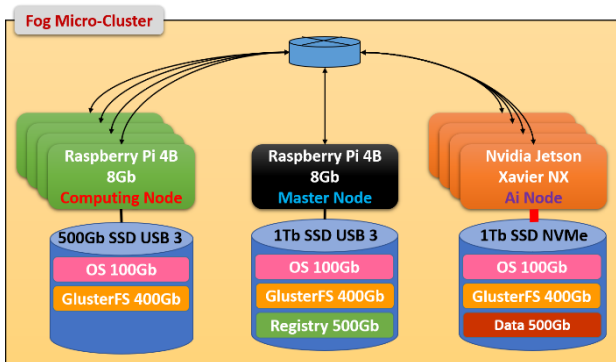 Fog Micro-Cluster
Raspberry Pi 4B
8Gb
Computing Node
Raspberry Pi 4B
8Gb
Master Node
Nvidia Jetson
Xavier NX
Ai Node
500Gb SSD USB 3
OS 100Gb
GlusterFS 400Gb
1Tb SSD USB 3
OS 100Gb
GlusterFS 400Gb
Registry 500Gb
1Tb SSD NVMe
OS 100Gb
GlusterFS 400Gb
Data 500Gb